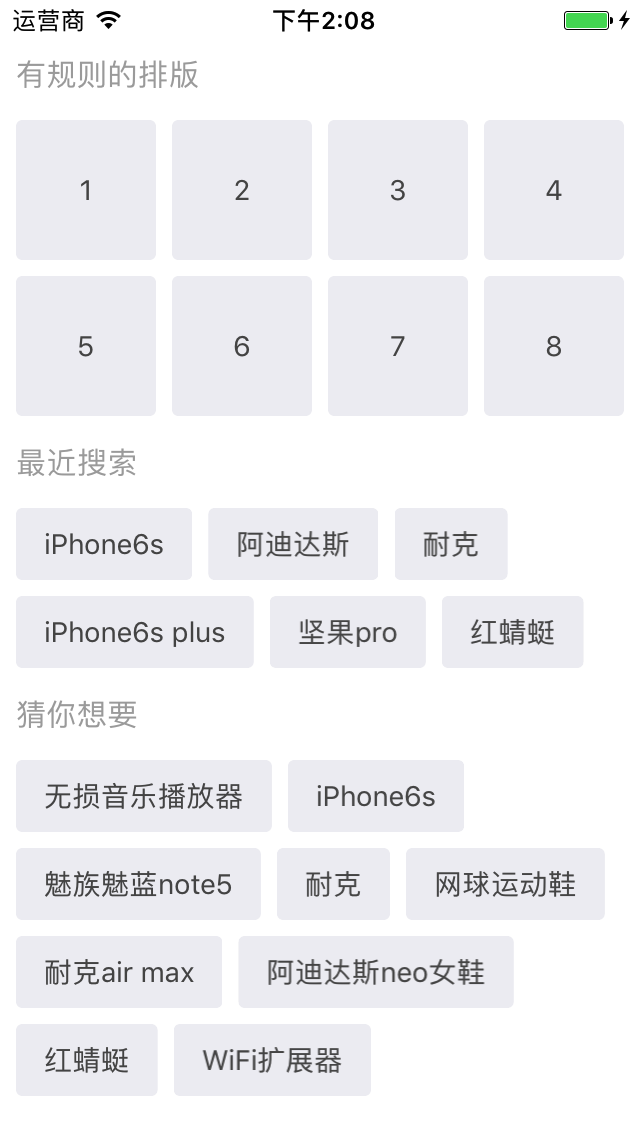 运营商 下午2:08
有规则的排版
1 2 3 4
5 6 7 8
最近搜索
iPhone6s 阿迪达斯 耐克
iPhone6s plus 坚果pro 红蜻蜓
猜你想要
无损音乐播放器 iPhone6s
魅族魅蓝note5 耐克 网球运动鞋
耐克air max 阿迪达斯neo女鞋
红蜻蜓 WiFi扩展器